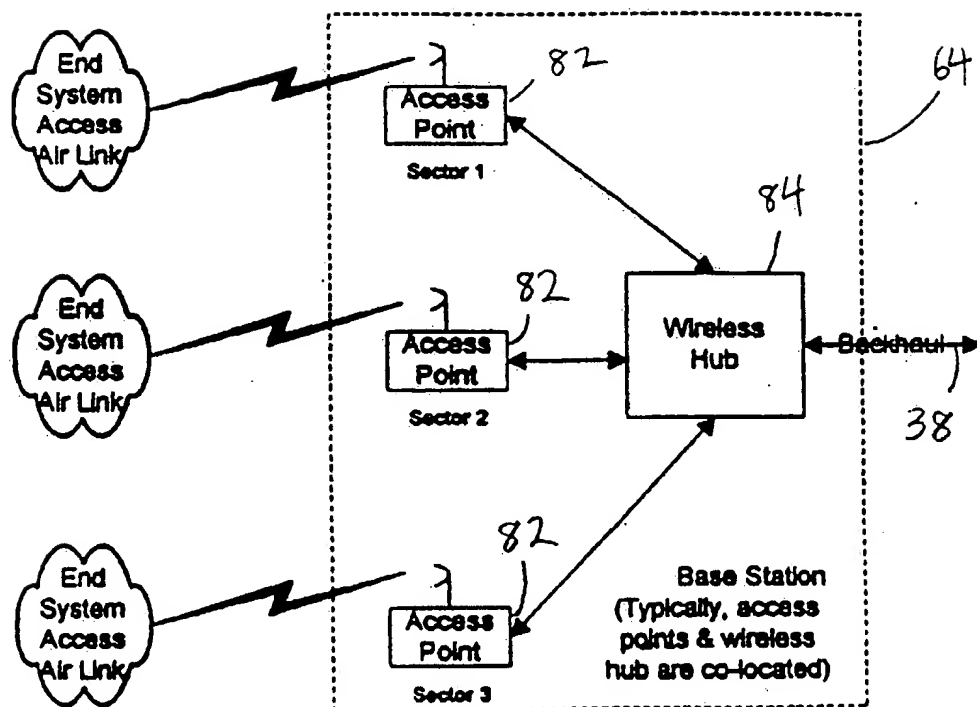 End
System
Access
Air Link
Access
Point
Sector 1
82
64
84
End
System
Access
Air Link
Access
Point
Sector 2
82
Wireless
Hub
Backhaul
38
End
System
Access
Air Link
Access
Point
Sector 3
82
Base Station
(Typically, access
points & wireless
hub are co-located)